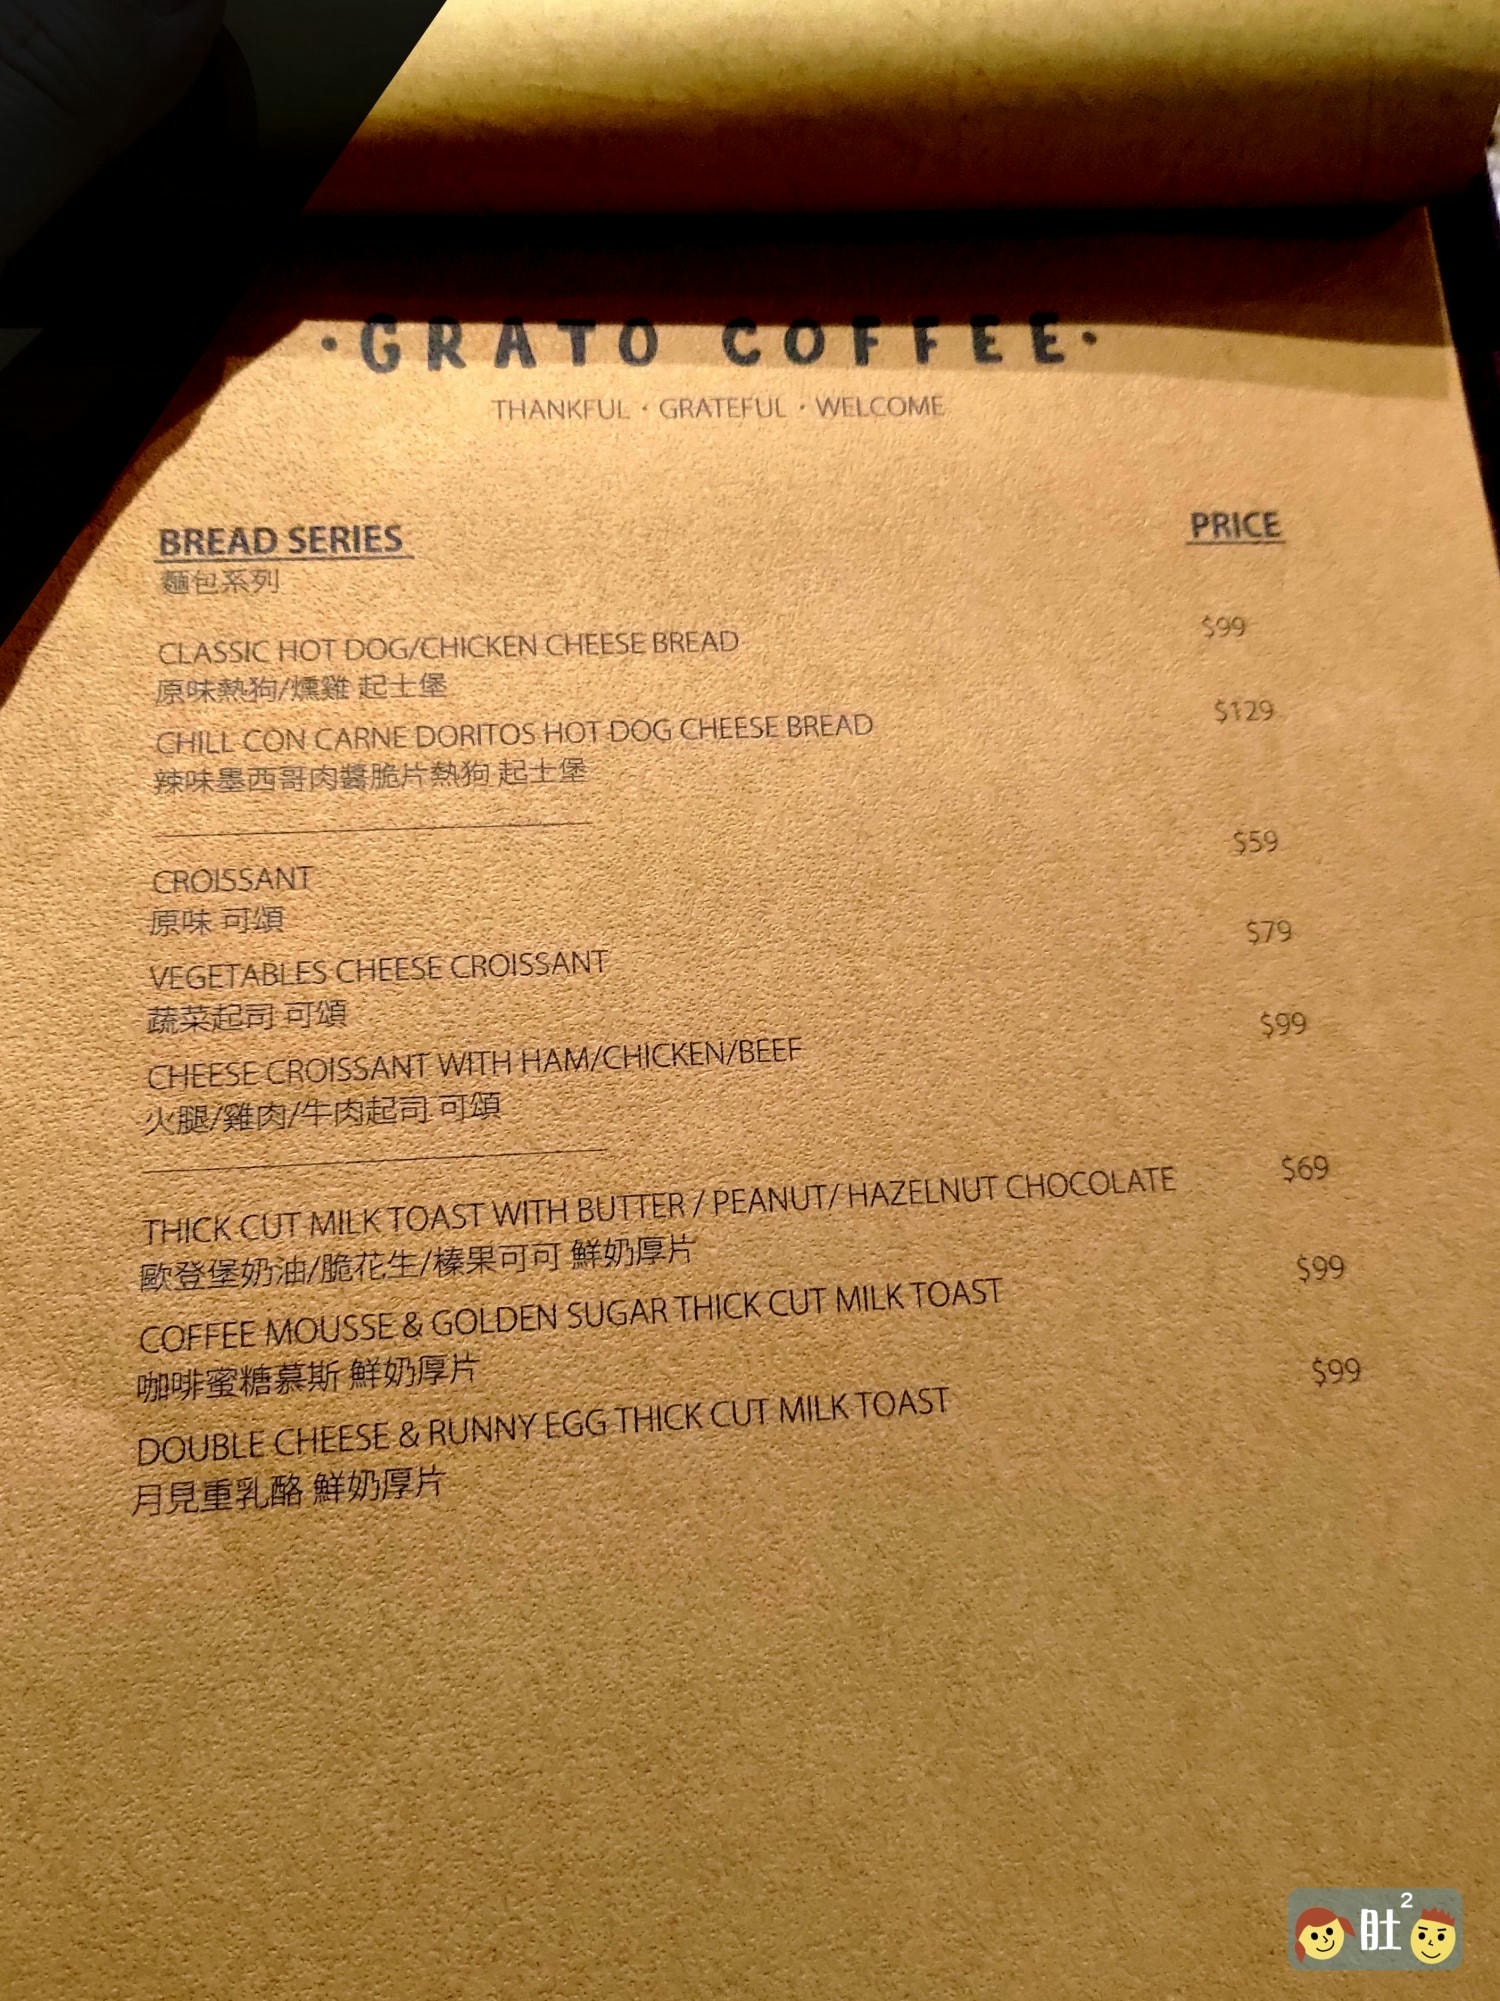 ·GRATO COFFEE·
THANKFUL · GRATEFUL · WELCOME
BREAD SERIES PRICE
麵包系列
CLASSIC HOT DOG/CHICKEN CHEESE BREAD $99
原味熱狗/燻雞 起士堡
CHILL CON CARNE DORITOS HOT DOG CHEESE BREAD $129
辣味墨西哥肉醬脆片熱狗 起士堡
CROISSANT $59
原味 可頌
VEGETABLES CHEESE CROISSANT $79
蔬菜起司 可頌
CHEESE CROISSANT WITH HAM/CHICKEN/BEEF $99
火腿/雞肉/牛肉起司 可頌
THICK CUT MILK TOAST WITH BUTTER / PEANUT/ HAZELNUT CHOCOLATE $69
歐登堡奶油/脆花生/榛果可可 鮮奶厚片
COFFEE MOUSSE & GOLDEN SUGAR THICK CUT MILK TOAST $99
咖啡蜜糖慕斯 鮮奶厚片
DOUBLE CHEESE & RUNNY EGG THICK CUT MILK TOAST $99
月見重乳酪 鮮奶厚片
肚2